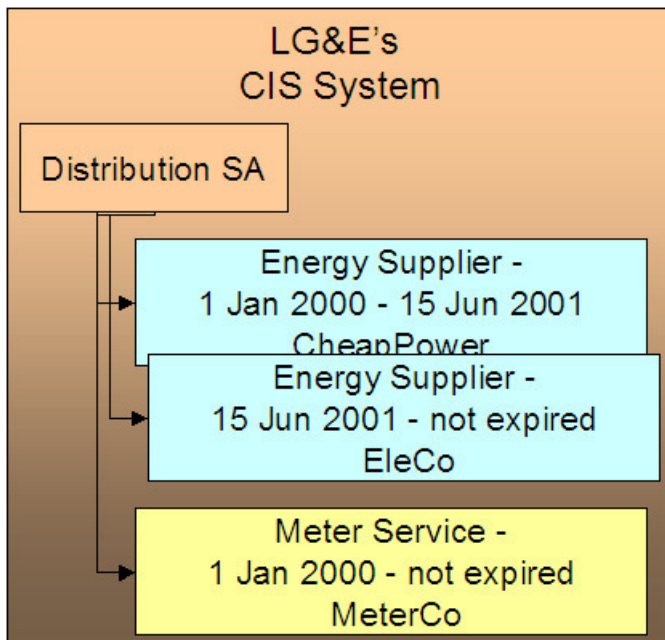 LG&E's
CIS System
Distribution SA
Energy Supplier -
1 Jan 2000 - 15 Jun 2001
CheapPower
Energy Supplier -
15 Jun 2001 - not expired
EleCo
Meter Service -
1 Jan 2000 - not expired
MeterCo